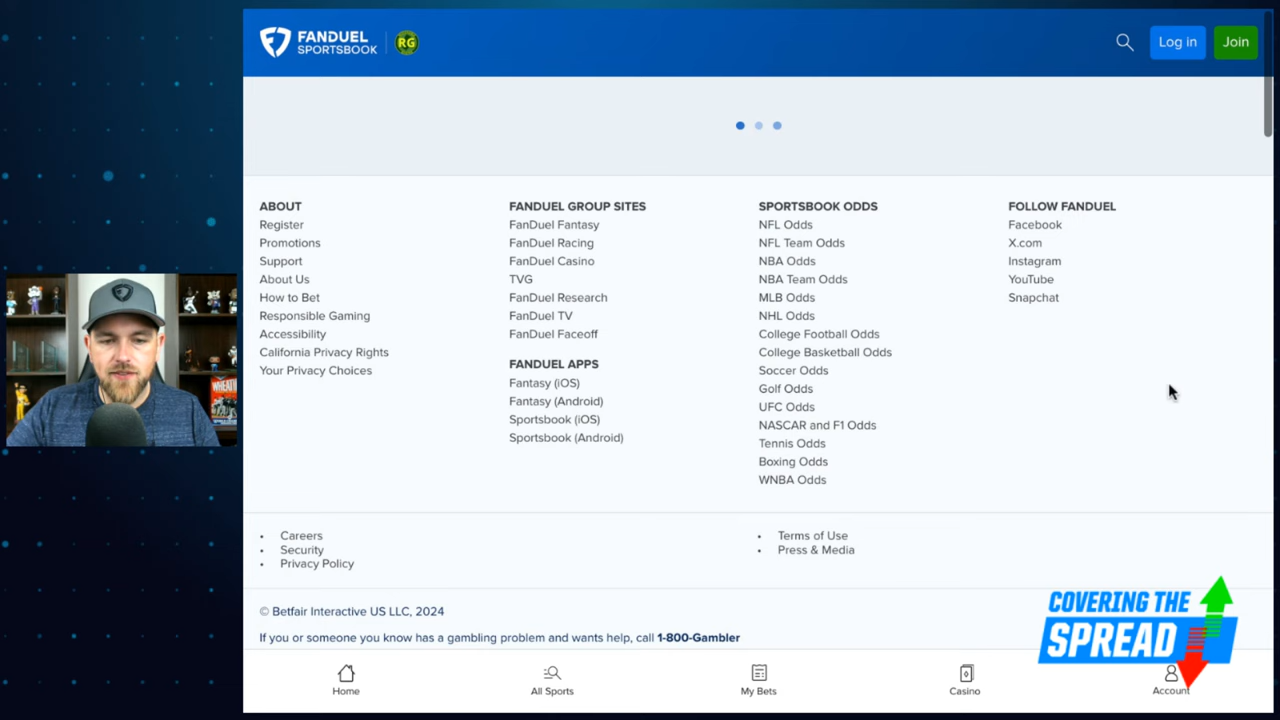 FANDUEL
SPORTSBOOK
RG
Log in
Join
ABOUT
Register
Promotions
Support
About Us
How to Bet
Responsible Gaming
Accessibility
California Privacy Rights
Your Privacy Choices
FANDUEL GROUP SITES
FanDuel Fantasy
FanDuel Racing
FanDuel Casino
TVG
FanDuel Research
FanDuel TV
FanDuel Faceoff
FANDUEL APPS
Fantasy (iOS)
Fantasy (Android)
Sportsbook (iOS)
Sportsbook (Android)
SPORTSBOOK ODDS
NFL Odds
NFL Team Odds
NBA Odds
NBA Team Odds
MLB Odds
NHL Odds
College Football Odds
College Basketball Odds
Soccer Odds
Golf Odds
UFC Odds
NASCAR and F1 Odds
Tennis Odds
Boxing Odds
WNBA Odds
FOLLOW FANDUEL
Facebook
X.com
Instagram
YouTube
Snapchat
• Careers
• Security
• Privacy Policy
• Terms of Use
• Press & Media
© Betfair Interactive US LLC, 2024
If you or someone you know has a gambling problem and wants help, call 1-800-Gambler
Home
All Sports
My Bets
Casino
Account
COVERING THE
SPREAD
WHEATIES